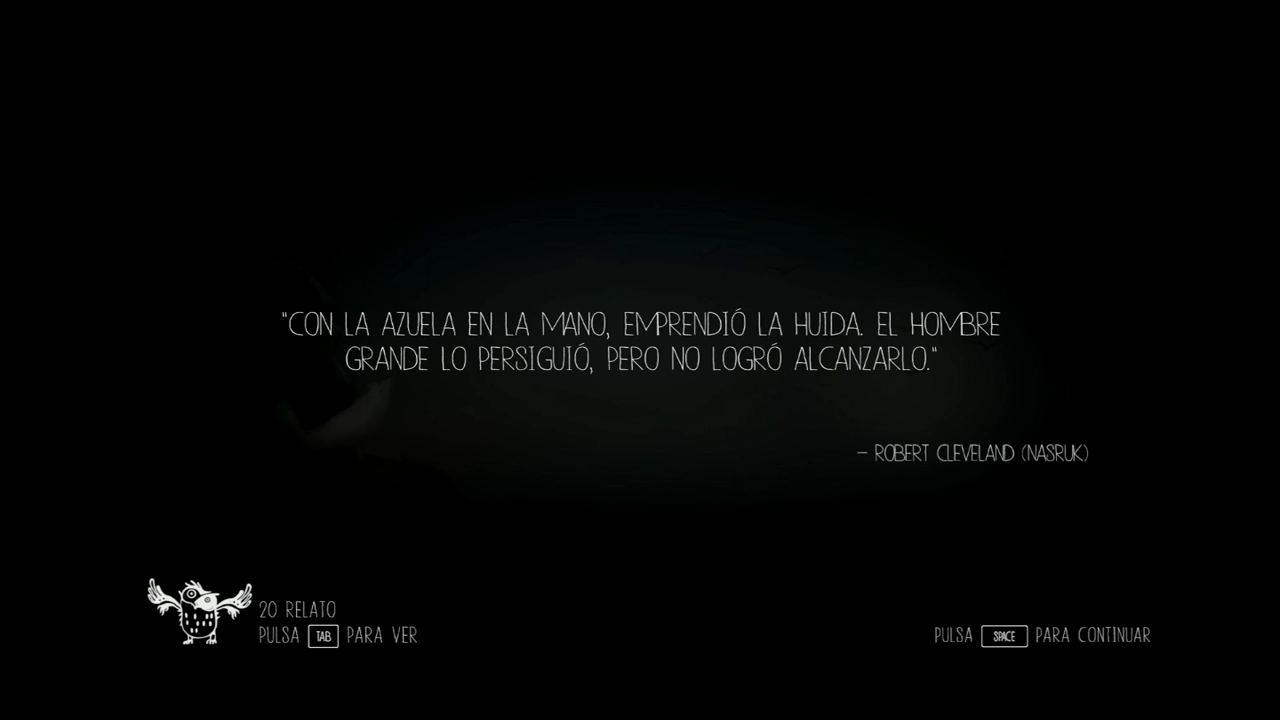 "CON LA AZUELA EN LA MANO, EMPRENDIÓ LA HUIDA. EL HOMBRE
GRANDE LO PERSIGUIÓ, PERO NO LOGRÓ ALCANZARLO."
— ROBERT CLEVELAND (NASRUK)
20 RELATO
PULSA TAB PARA VER
PULSA SPACE PARA CONTINUAR